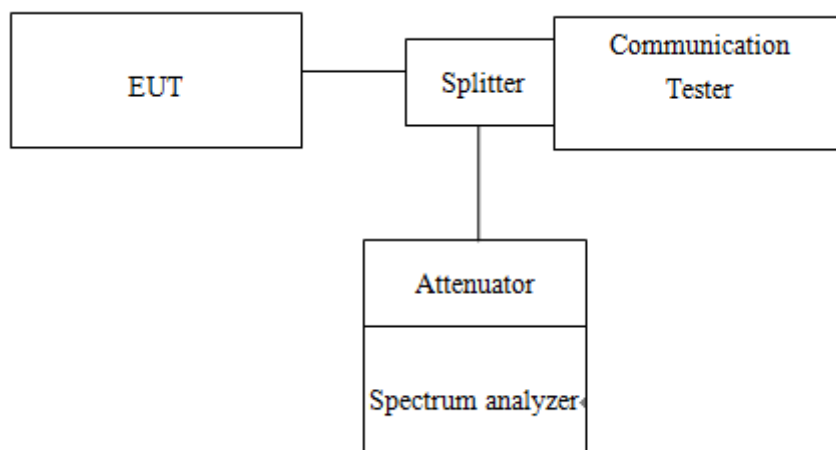 EUT
Splitter
Communication
Tester
Attenuator
Spectrum analyzer